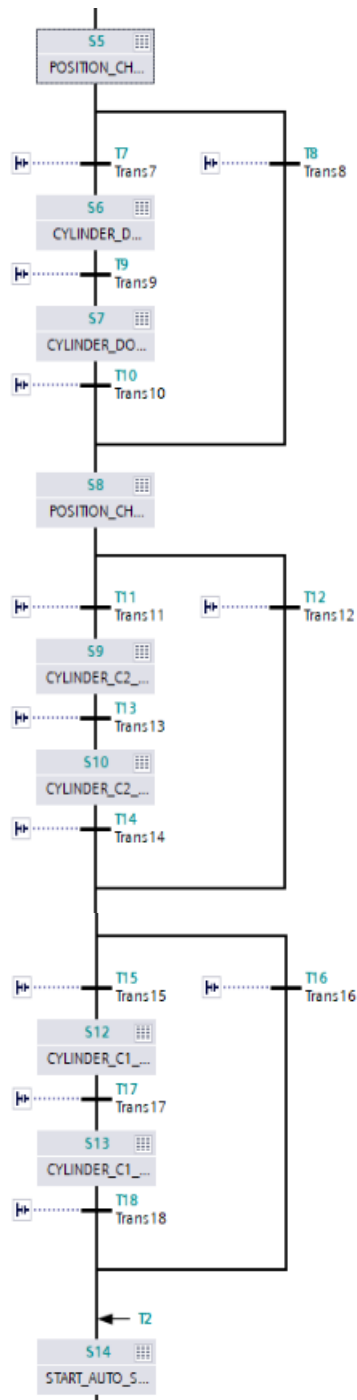 S5
POSITION_CH...
T7
Trans7
T8
Trans8
S6
CYLINDER_D...
T9
Trans9
S7
CYLINDER_DO...
T10
Trans10
S8
POSITION_CH...
T11
Trans11
T12
Trans12
S9
CYLINDER_C2_...
T13
Trans13
S10
CYLINDER_C2_...
T14
Trans14
T15
Trans15
T16
Trans16
S12
CYLINDER_C1_...
T17
Trans17
S13
CYLINDER_C1_...
T18
Trans18
T2
S14
START_AUTO_S...